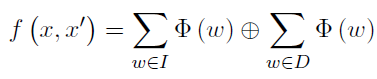 f (x, x′) = ∑_{w∈I} Φ (w) ⊕ ∑_{w∈D} Φ (w)